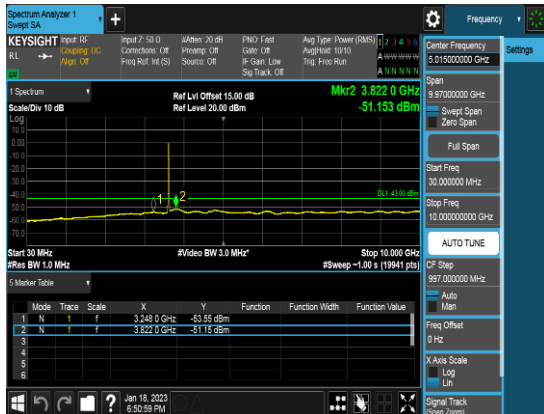 Spectrum Analyzer 1
Swept SA
+
Frequency
KEYSIGHT
RL
Input: RF
Coupling: DC
Align: Off
Input Z: 50 Ω
Corrections: Off
Freq Ref: Int (S)
#Atten: 20 dB
Preamp: Off
Source: Off
PNO: Fast
Gate: Off
IF Gain: Low
Sig Track: Off
Avg Type: Power (RMS)
Avg|Hold: 10/10
Trig: Free Run
1 2 3 4 5 6
A W W W W W
A N N N N N
1 Spectrum
Scale/Div 10 dB
Ref Lvl Offset 15.00 dB
Ref Level 20.00 dBm
Mkr2 3.822 0 GHz
-51.153 dBm
Log
10.0
0.00
-10.0
-20.0
-30.0
-40.0
-50.0
-60.0
-70.0
1
2
DL1 -43.00 dBm
Start 30 MHz
#Res BW 1.0 MHz
#Video BW 3.0 MHz*
Stop 10.000 GHz
#Sweep ~1.00 s (19941 pts)
5 Marker Table
Mode Trace Scale X Y Function Function Width Function Value
1 N 1 f 3.248 0 GHz -53.55 dBm
2 N 1 f 3.822 0 GHz -51.15 dBm
3
4
5
6
Jan 18, 2023
6:50:59 PM
?
Center Frequency
5.015000000 GHz
Span
9.97000000 GHz
Swept Span
Zero Span
Full Span
Start Freq
30.000000 MHz
Stop Freq
10.000000000 GHz
AUTO TUNE
CF Step
997.000000 MHz
Auto
Man
Freq Offset
0 Hz
X Axis Scale
Log
Lin
Signal Track
(Span Zoom)
Settings